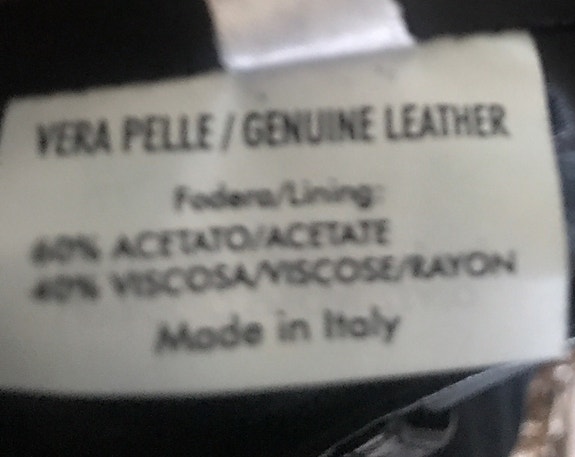 VERA PELLE / GENUINE LEATHER
Fodera/Lining:
60% ACETATO/ACETATE
40% VISCOSA/VISCOSE/RAYON
Made in Italy